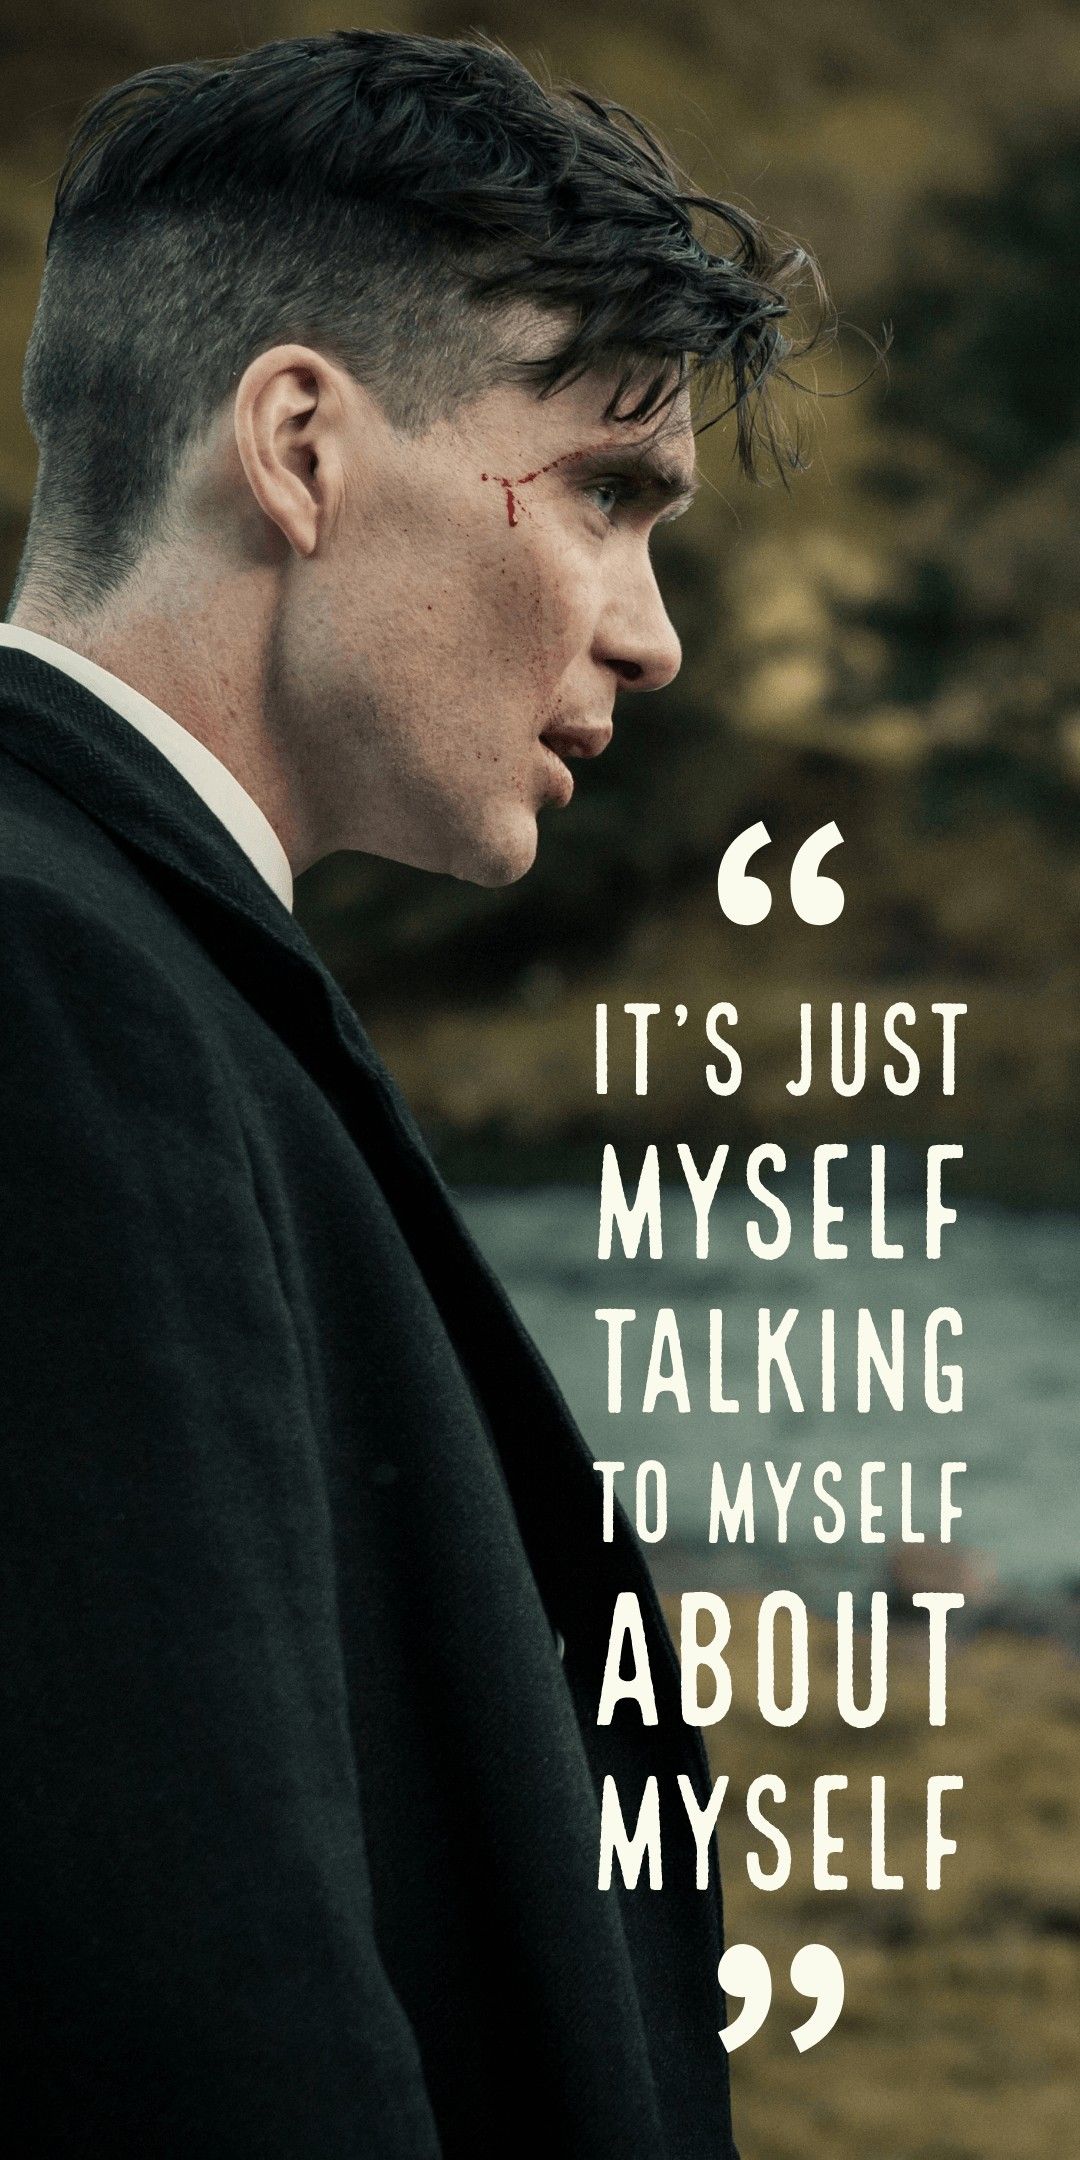 “
IT’S JUST
MYSELF
TALKING
TO MYSELF
ABOUT
MYSELF
”